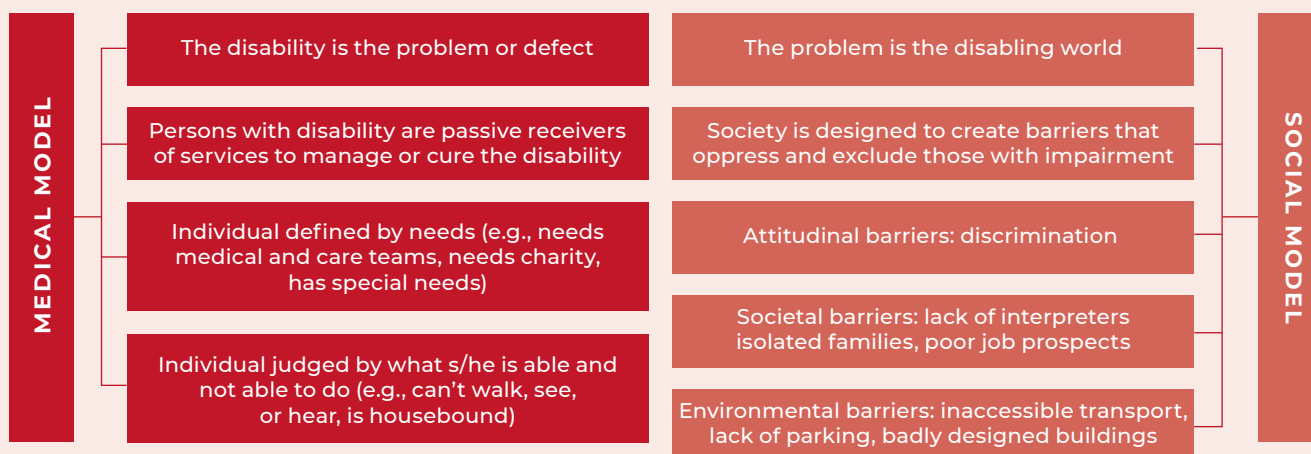 MEDICAL MODEL
The disability is the problem or defect
Persons with disability are passive receivers
of services to manage or cure the disability
Individual defined by needs (e.g., needs
medical and care teams, needs charity,
has special needs)
Individual judged by what s/he is able and
not able to do (e.g., can’t walk, see,
or hear, is housebound)
The problem is the disabling world
Society is designed to create barriers that
oppress and exclude those with impairment
Attitudinal barriers: discrimination
Societal barriers: lack of interpreters
isolated families, poor job prospects
Environmental barriers: inaccessible transport,
lack of parking, badly designed buildings
SOCIAL MODEL